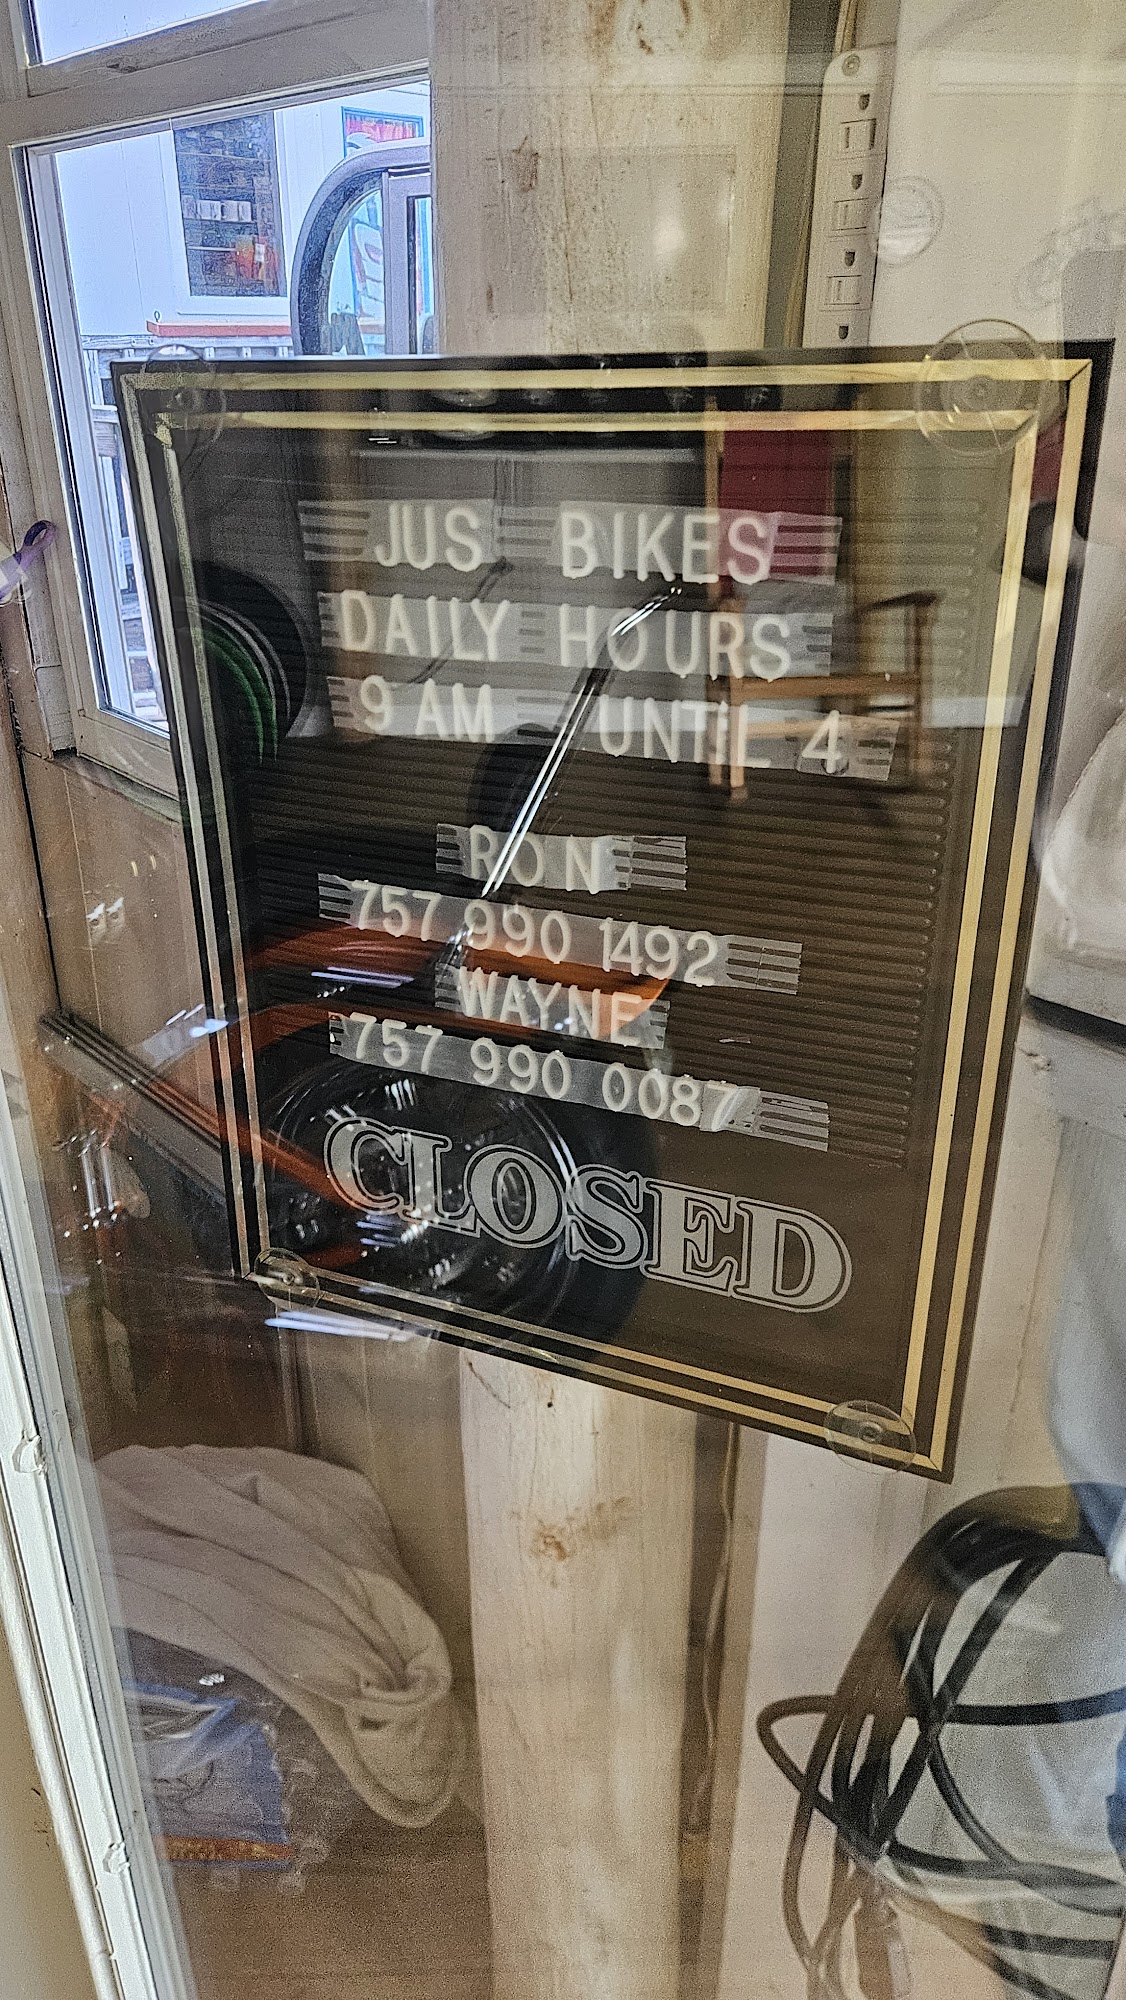 JUS BIKES
DAILY HOURS
9 AM UNTIL 4
RON
757 990 1492
WAYNE
757 990 0087
CLOSED